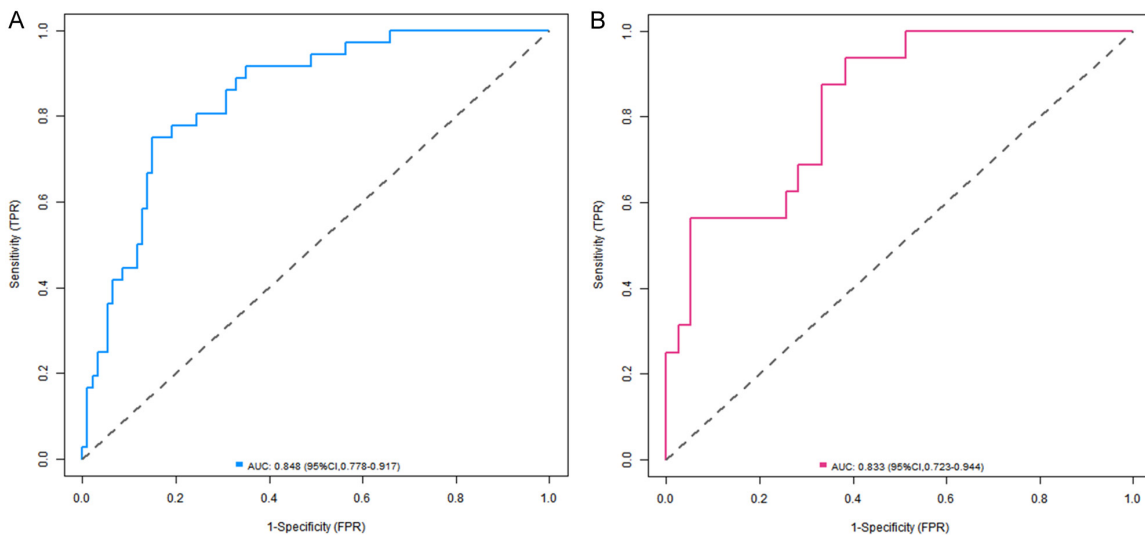 A
1.0
0.8
0.6
0.4
0.2
0.0
Sensitivity (TPR)
AUC: 0.848 (95%CI,0.778-0.917)
0.0 0.2 0.4 0.6 0.8 1.0
1-Specificity (FPR)
B
1.0
0.8
0.6
0.4
0.2
0.0
Sensitivity (TPR)
AUC: 0.833 (95%CI,0.723-0.944)
0.0 0.2 0.4 0.6 0.8 1.0
1-Specificity (FPR)